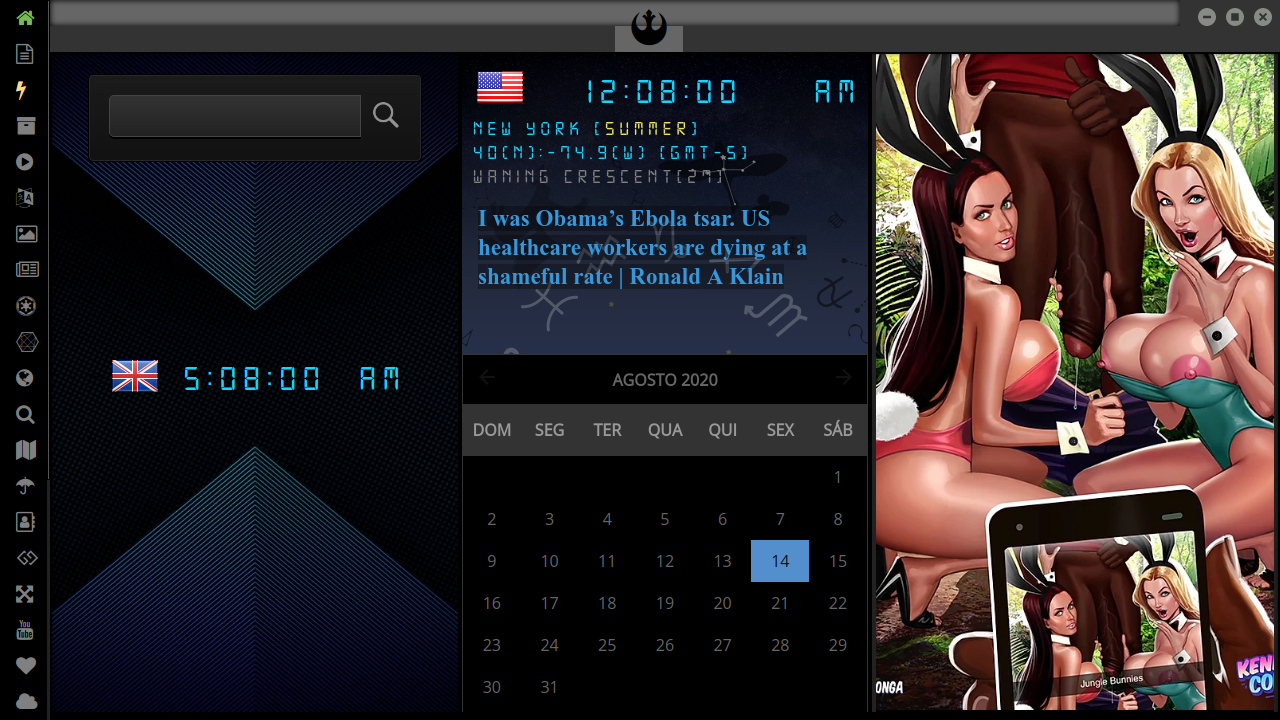 You
Tube
5:08:00 AM
12:08:00 AM
NEW YORK (SUMMER)
40(N):-74.9(W) (GMT-5)
WANING CRESCENT(27)
I was Obama’s Ebola tsar. US
healthcare workers are dying at a
shameful rate | Ronald A Klain
AGOSTO 2020
DOM SEG TER QUA QUI SEX SÁB
1
2 3 4 5 6 7 8
9 10 11 12 13 14 15
16 17 18 19 20 21 22
23 24 25 26 27 28 29
30 31
Jungle Bunnies
ONGA